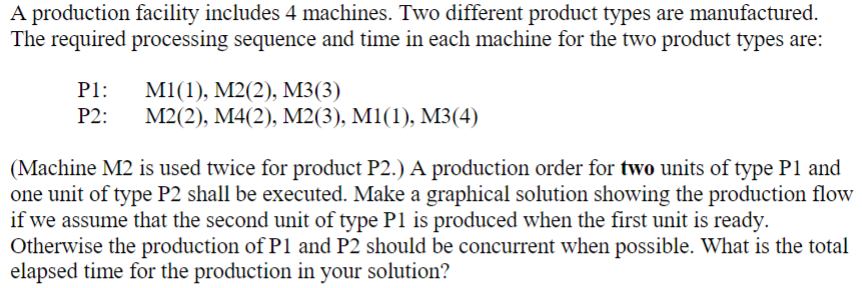 A production facility includes 4 machines. Two different product types are manufactured.
The required processing sequence and time in each machine for the two product types are:
P1: M1(1), M2(2), M3(3)
P2: M2(2), M4(2), M2(3), M1(1), M3(4)
(Machine M2 is used twice for product P2.) A production order for two units of type P1 and
one unit of type P2 shall be executed. Make a graphical solution showing the production flow
if we assume that the second unit of type P1 is produced when the first unit is ready.
Otherwise the production of P1 and P2 should be concurrent when possible. What is the total
elapsed time for the production in your solution?